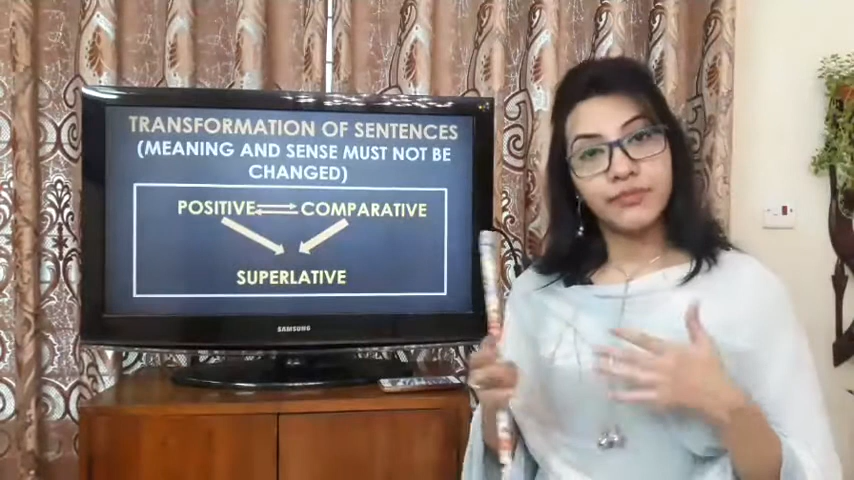 TRANSFORMATION OF SENTENCES
(MEANING AND SENSE MUST NOT BE
CHANGED)
POSITIVE COMPARATIVE
SUPERLATIVE
SAMSUNG